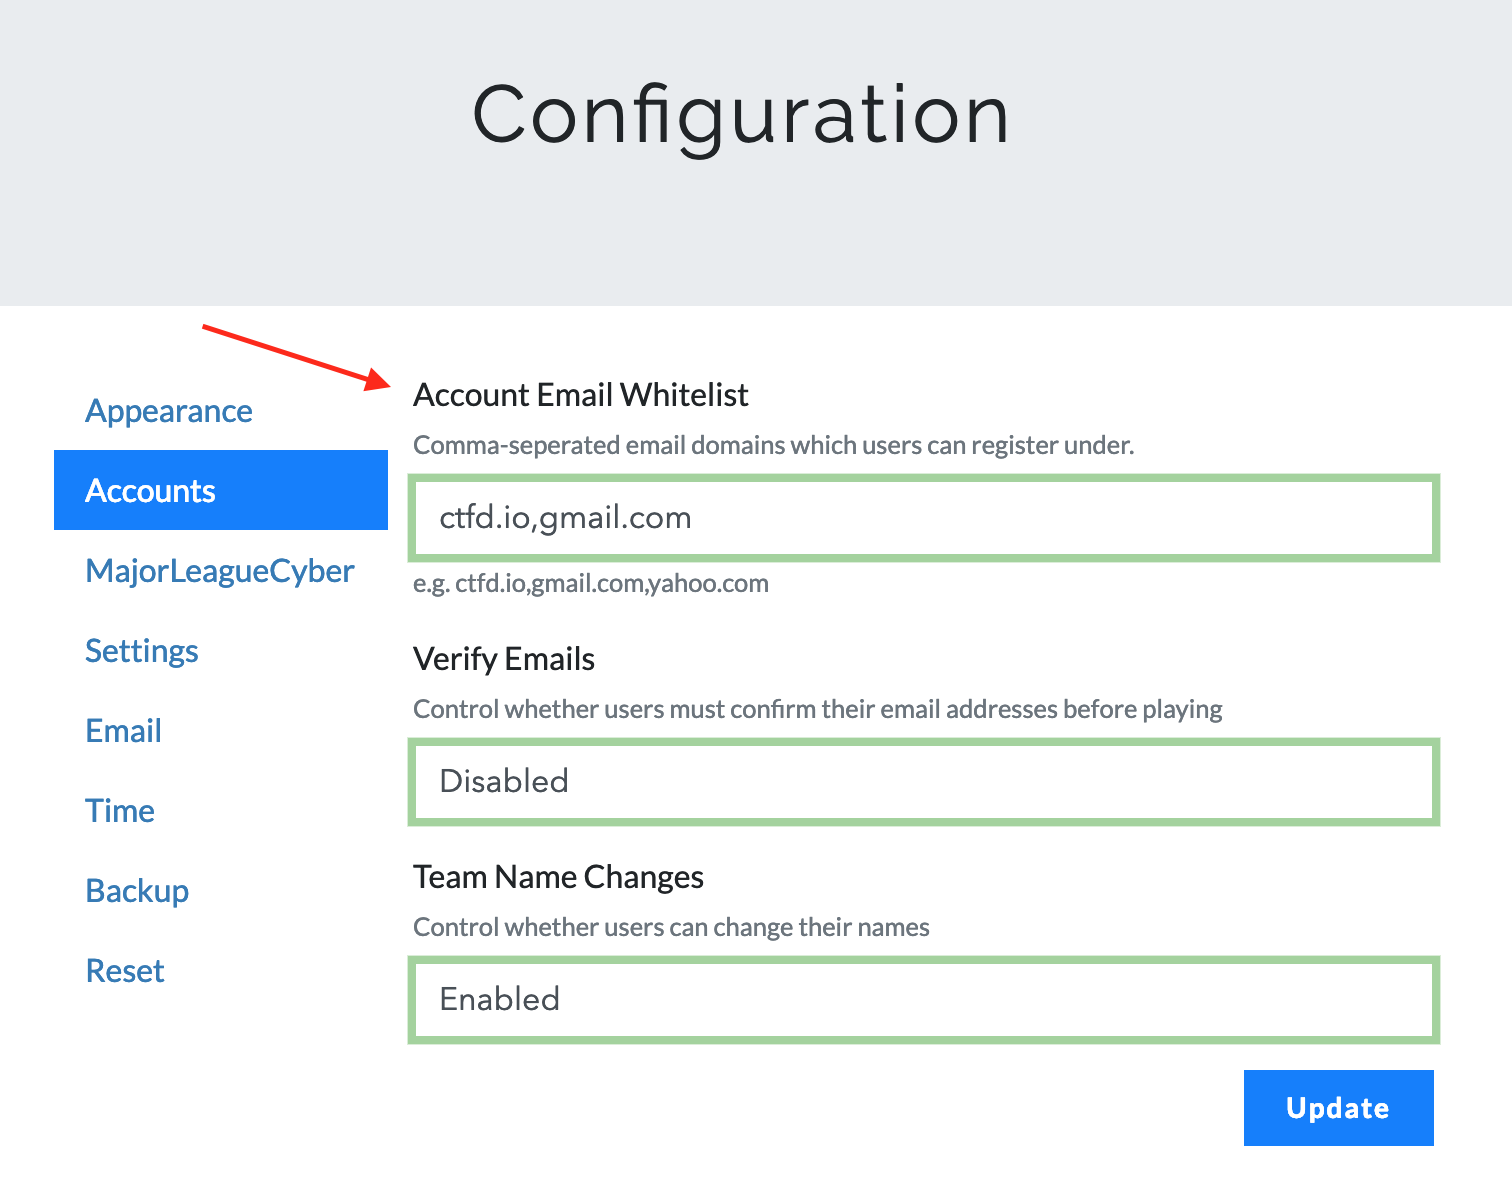 Configuration
Appearance
Accounts
MajorLeagueCyber
Settings
Email
Time
Backup
Reset
Account Email Whitelist
Comma-seperated email domains which users can register under.
ctfd.io,gmail.com
e.g. ctfd.io,gmail.com,yahoo.com
Verify Emails
Control whether users must confirm their email addresses before playing
Disabled
Team Name Changes
Control whether users can change their names
Enabled
Update